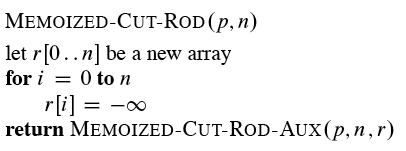 MEMOIZED-CUT-ROD(p, n)
let r[0..n] be a new array
for i = 0 to n
r[i] = −∞
return MEMOIZED-CUT-ROD-AUX(p, n, r)